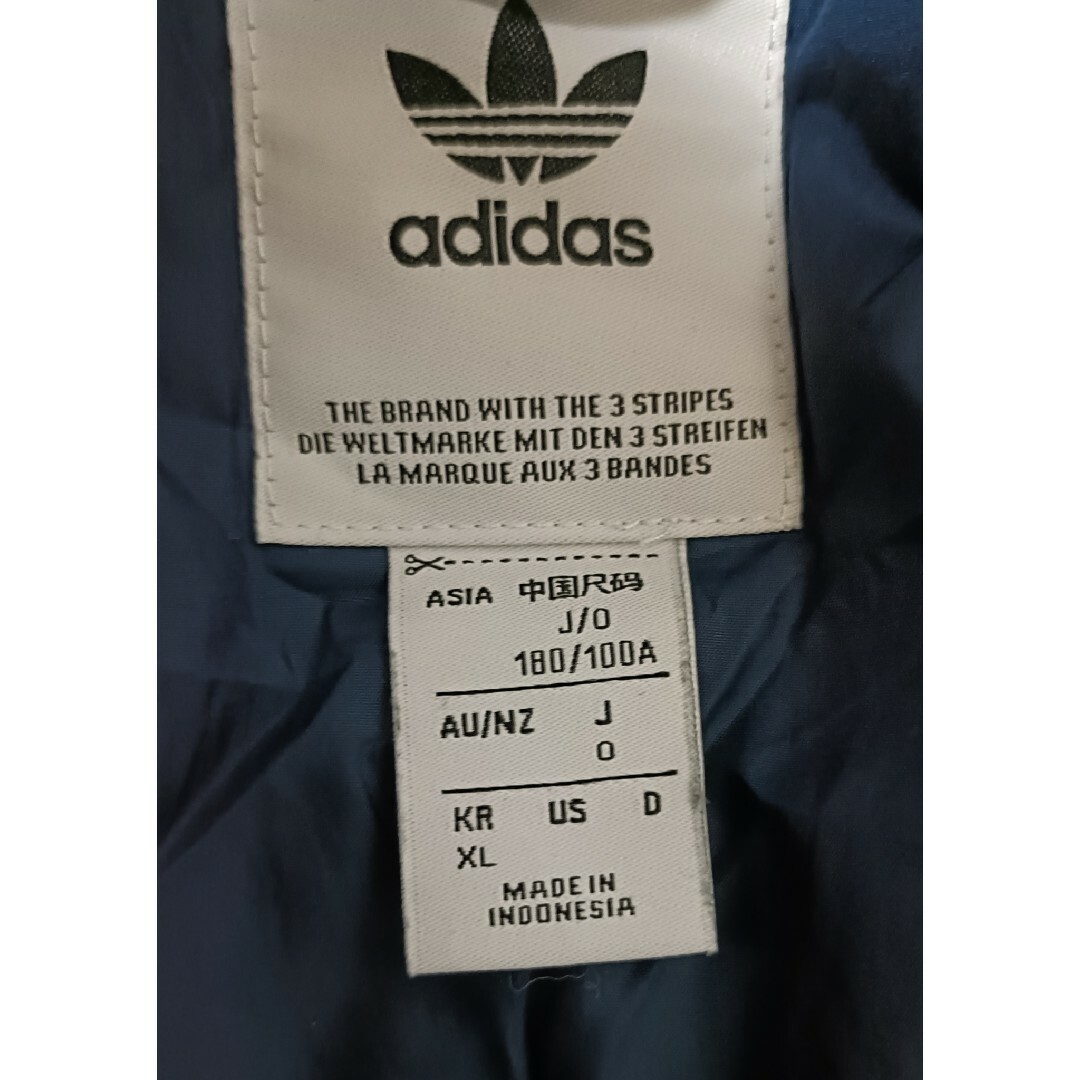 adidas
THE BRAND WITH THE 3 STRIPES
DIE WELTMARKE MIT DEN 3 STREIFEN
LA MARQUE AUX 3 BANDES
ASIA 中国尺码
J/O
180/100A
AU/NZ J
O
KR US D
XL
MADE IN
INDONESIA